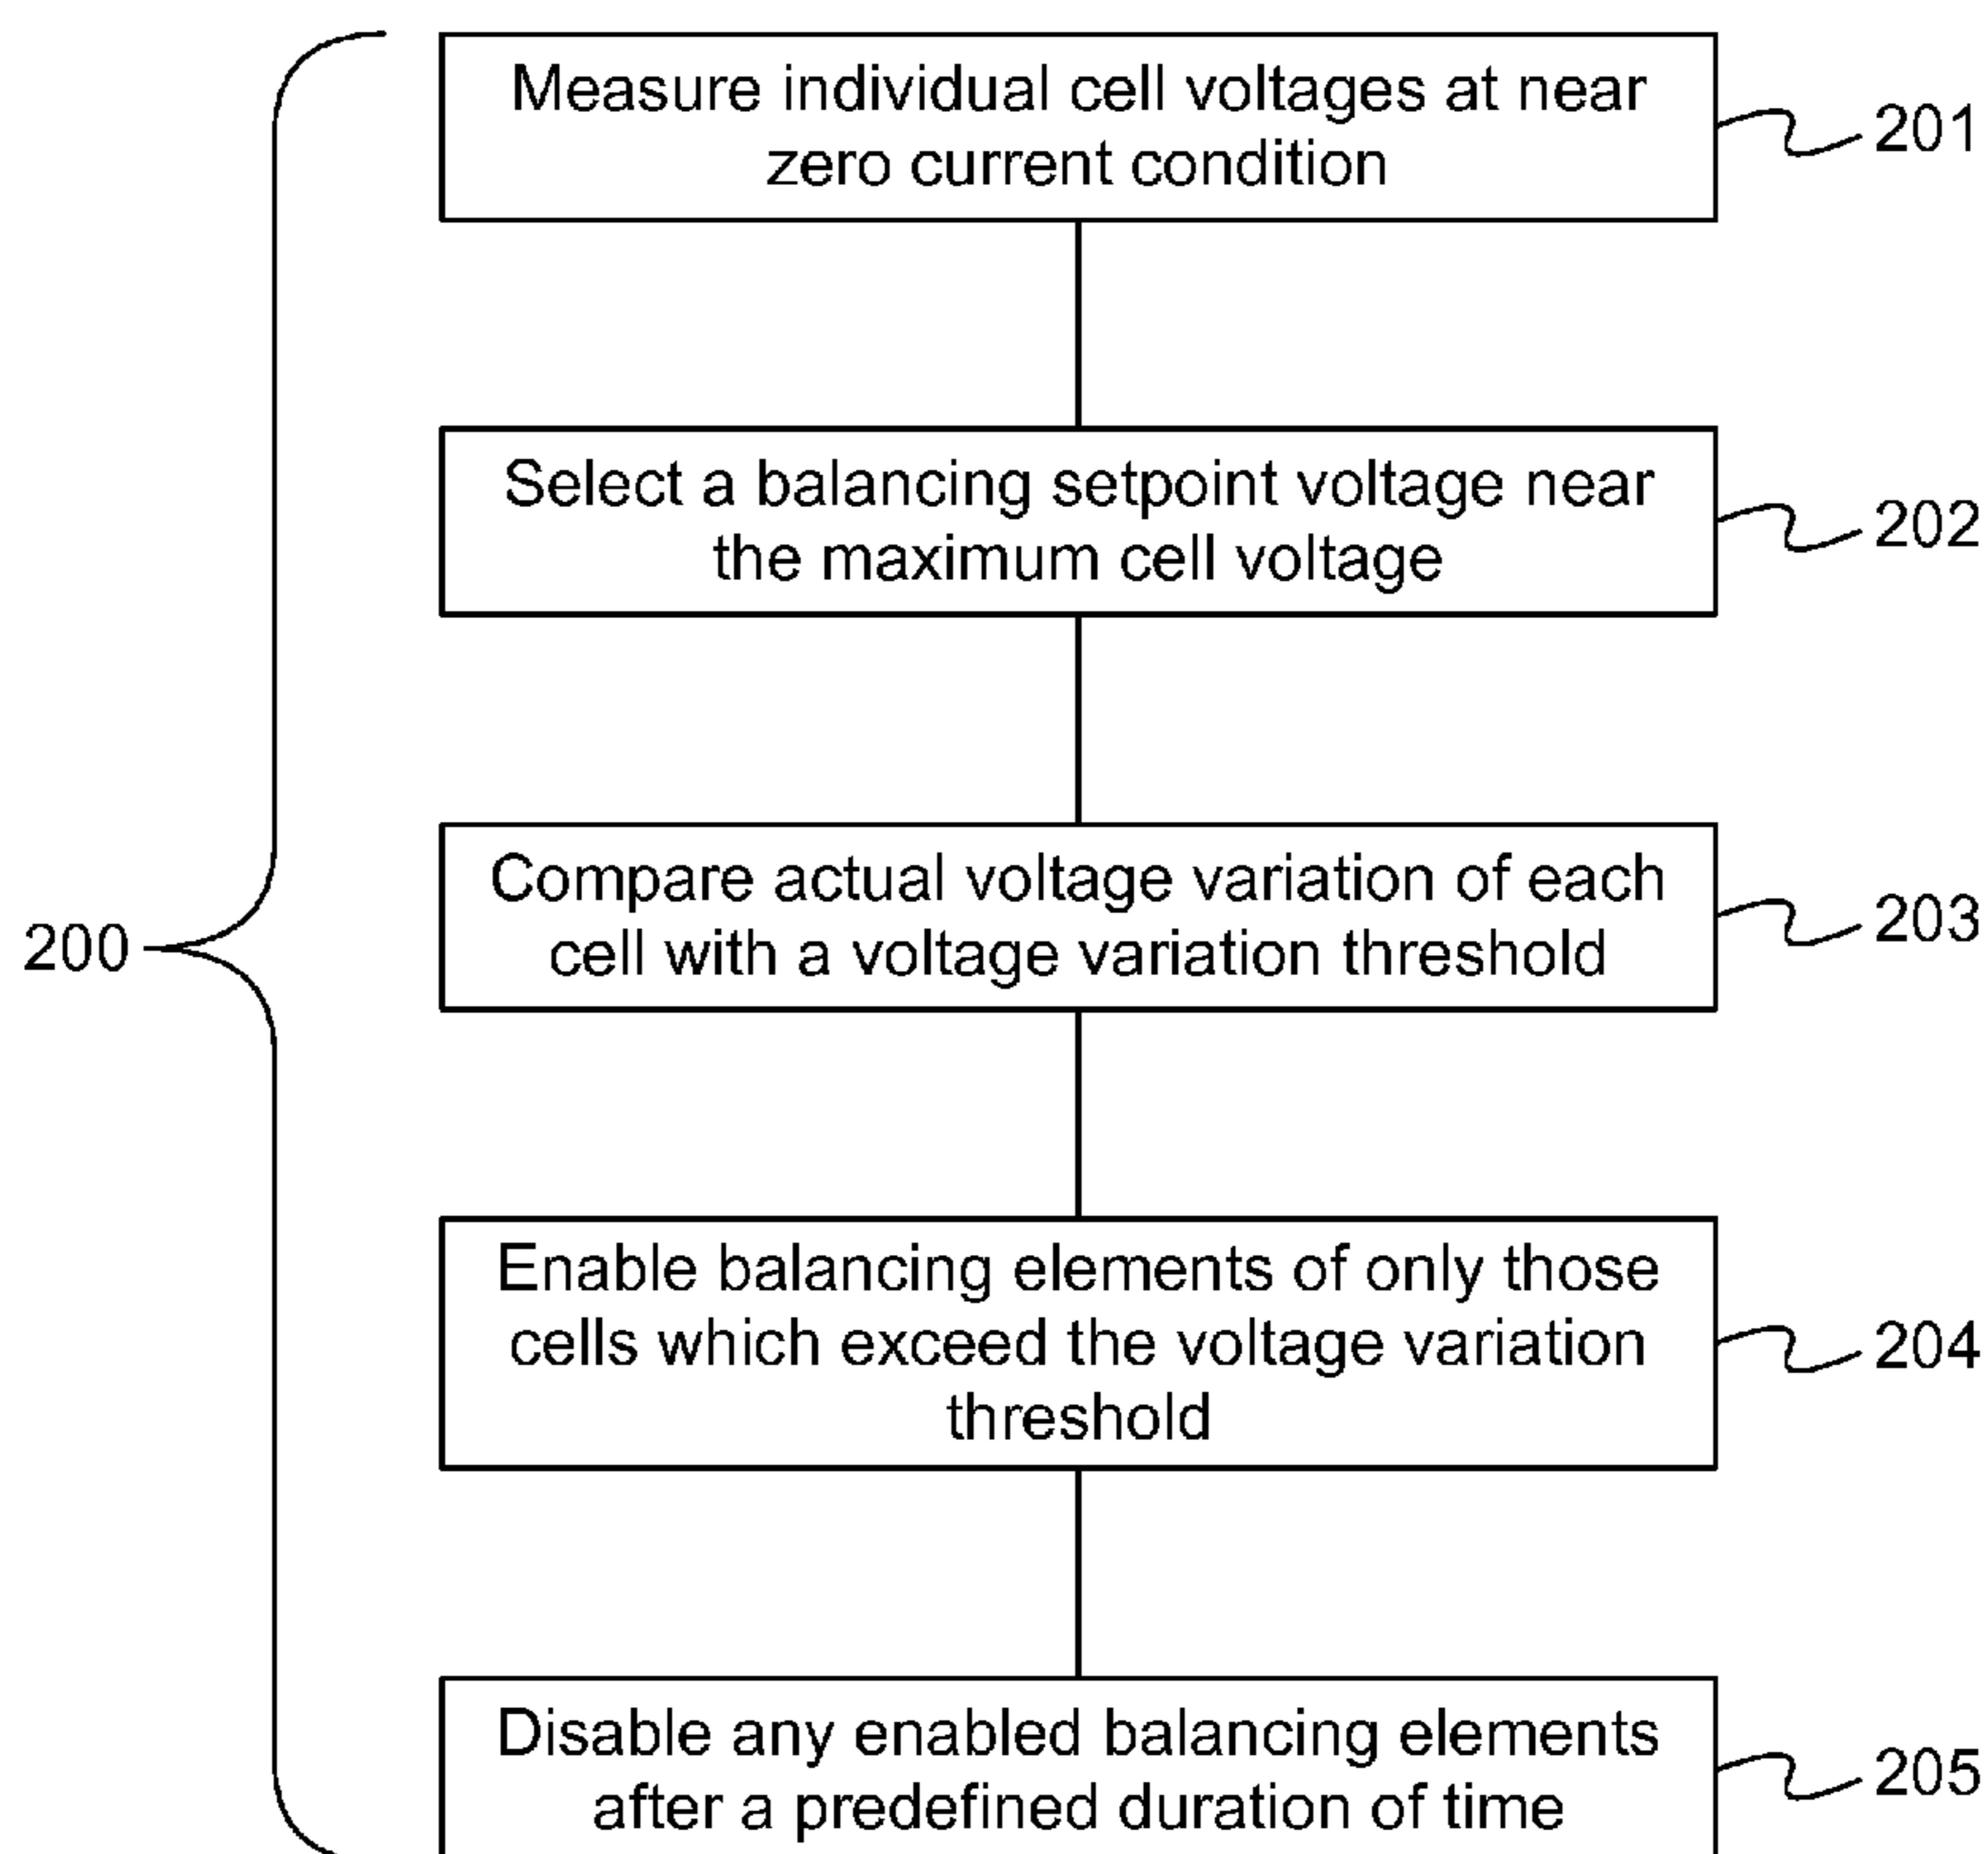 Measure individual cell voltages at near
zero current condition
201
Select a balancing setpoint voltage near
the maximum cell voltage
202
Compare actual voltage variation of each
cell with a voltage variation threshold
203
200
Enable balancing elements of only those
cells which exceed the voltage variation
threshold
204
Disable any enabled balancing elements
after a predefined duration of time
205